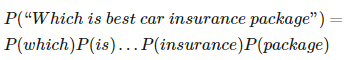 P(“Which is best car insurance package”) =
P(which)P(is)…P(insurance)P(package)